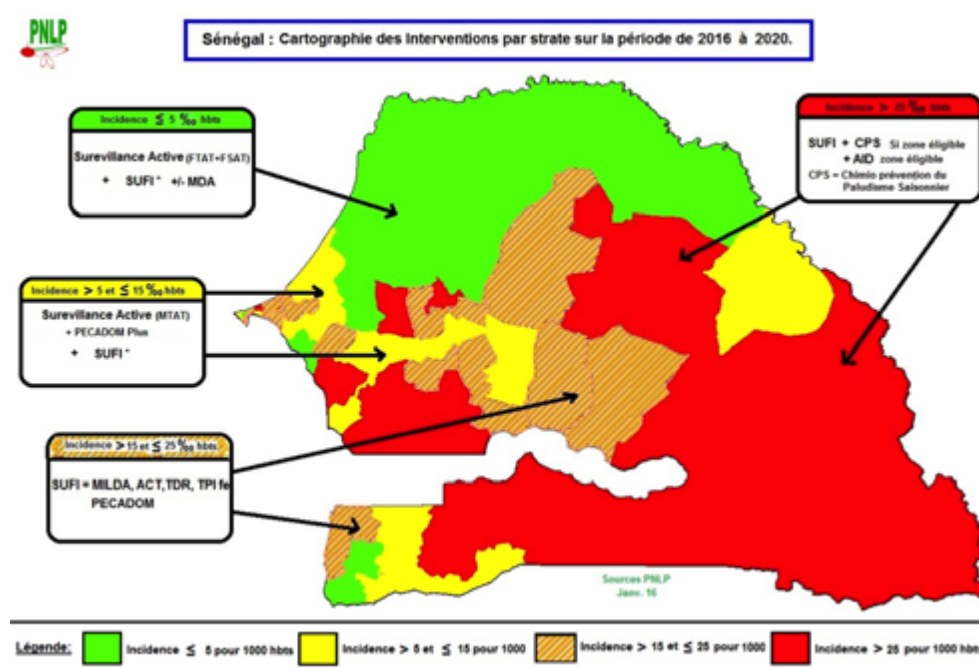 PNLP
Sénégal : Cartographie des Interventions par strate sur la période de 2016 à 2020.
Incidence ≤ 5 ‰ hbts
Surevillance Active (FTAT+FSAT)
+ SUFI* +/- MDA
Incidence > 25 ‰ hbts
SUFI + CPS Si zone éligible
+ AID zone éligible
CPS = Chimio prévention du
Paludisme Saisonnier
Incidence > 5 et ≤ 15 ‰ hbts
Surevillance Active (MTAT)
+ PECADOM Plus
+ SUFI*
Incidence > 15 et ≤ 25 ‰ hbts
SUFI = MILDA, ACT, TDR, TPI fe
PECADOM
Sources PNLP
Janv. 16
Légende:
Incidence ≤ 5 pour 1000 hbts
Incidence > 5 et ≤ 15 pour 1000
Incidence > 15 et ≤ 25 pour 1000
Incidence > 25 pour 1000 hb